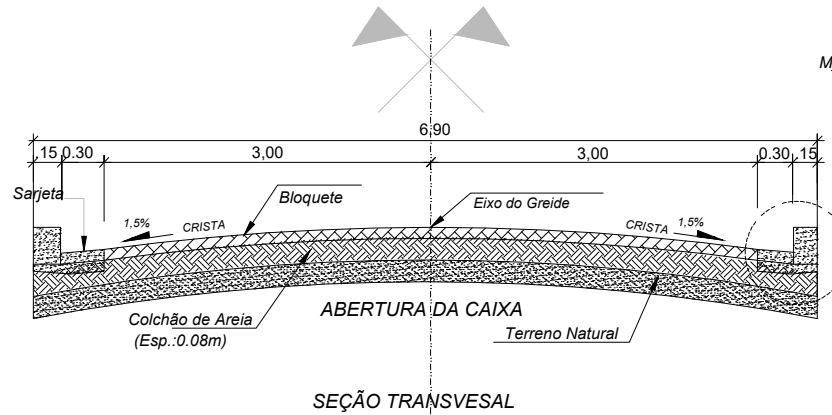 M
6,90
15 0.30 3,00 3,00 0.30 15
Sarjeta
1,5% CRISTA
Bloquete
Eixo do Greide
CRISTA 1,5%
Colchão de Areia
(Esp.:0.08m)
ABERTURA DA CAIXA
Terreno Natural
SEÇÃO TRANSVESAL